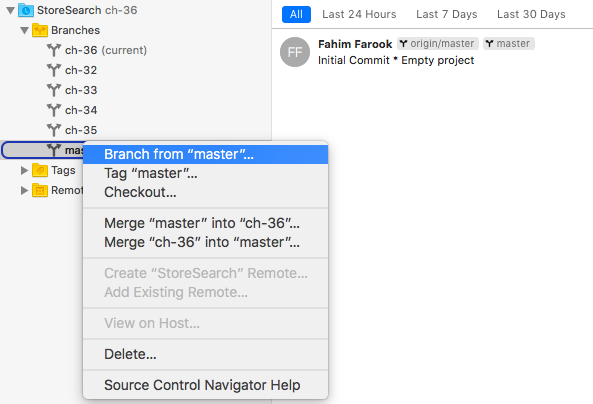 StoreSearch ch-36
Branches
ch-36 (current)
ch-32
ch-33
ch-34
ch-35
Tags
All
Last 24 Hours
Last 7 Days
Last 30 Days
FF
Fahim Farook
origin/master
master
Initial Commit * Empty project
Branch from “master”...
Tag “master”...
Checkout...
Merge “master” into “ch-36”...
Merge “ch-36” into “master”...
Create “StoreSearch” Remote...
Add Existing Remote...
View on Host...
Delete...
Source Control Navigator Help